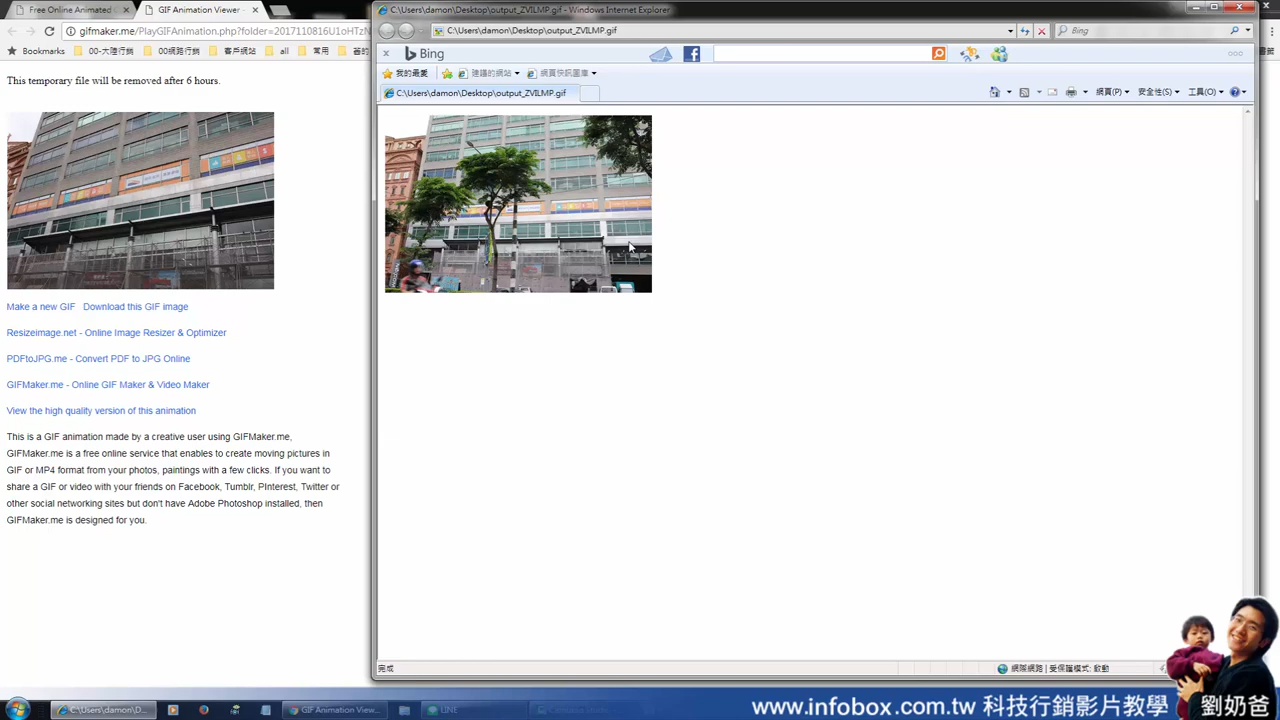 Free Online Animated
GIF Animation Viewer
gifmaker.me/PlayGIFAnimation.php?folder=2017110816U1oHTzN
Bookmarks
00-大陸行銷
00網路行銷
客戶網站
all
常用
This temporary file will be removed after 6 hours.
Make a new GIF Download this GIF image
Resizeimage.net - Online Image Resizer & Optimizer
PDFtoJPG.me - Convert PDF to JPG Online
GIFMaker.me - Online GIF Maker & Video Maker
View the high quality version of this animation
This is a GIF animation made by a creative user using GIFMaker.me,
GIFMaker.me is a free online service that enables to create moving pictures in
GIF or MP4 format from your photos, paintings with a few clicks. If you want to
share a GIF or video with your friends on Facebook, Tumblr, PInterest, Twitter or
other social networking sites but don't have Adobe Photoshop installed, then
GIFMaker.me is designed for you.
C:\Users\damon\Desktop\output_ZVILMP.gif - Windows Internet Explorer
C:\Users\damon\Desktop\output_ZVILMP.gif
Bing
Bing
我的最愛
建議的網站
網頁快訊圖庫
C:\Users\damon\Desktop\output_ZVILMP.gif
網頁(P)
安全性(S)
工具(O)
完成
網際網路 | 受保護模式: 啟動
C:\Users\damon\D...
GIF Animation View...
LINE
www.infobox.com.tw 科技行銷影片教學
劉奶爸